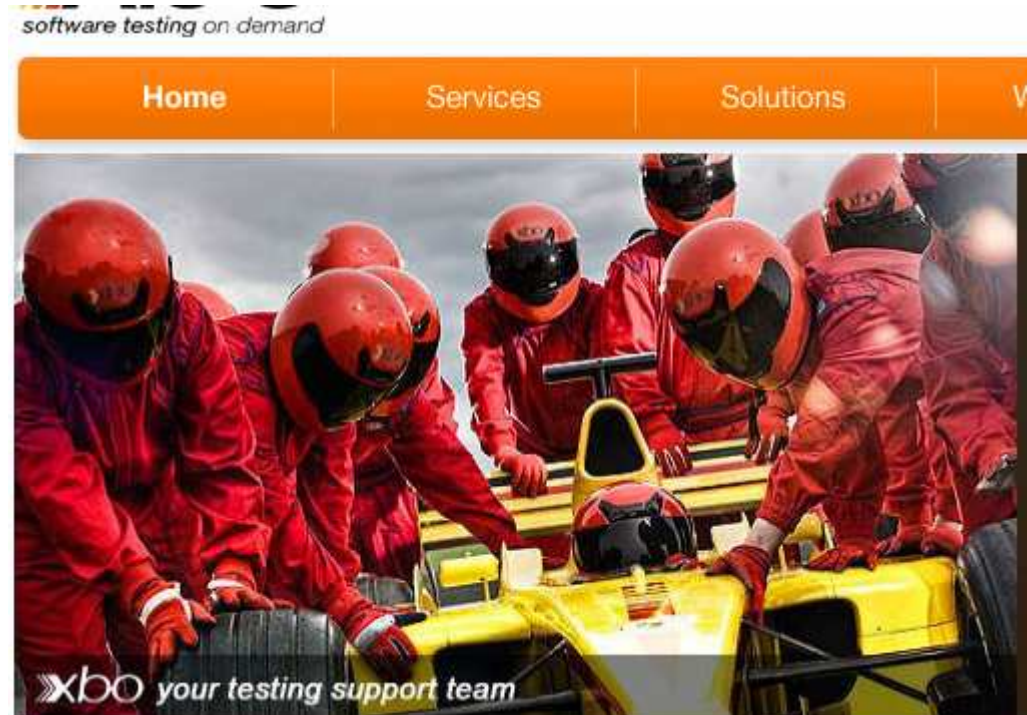 software testing on demand
Home Services Solutions
xbo your testing support team